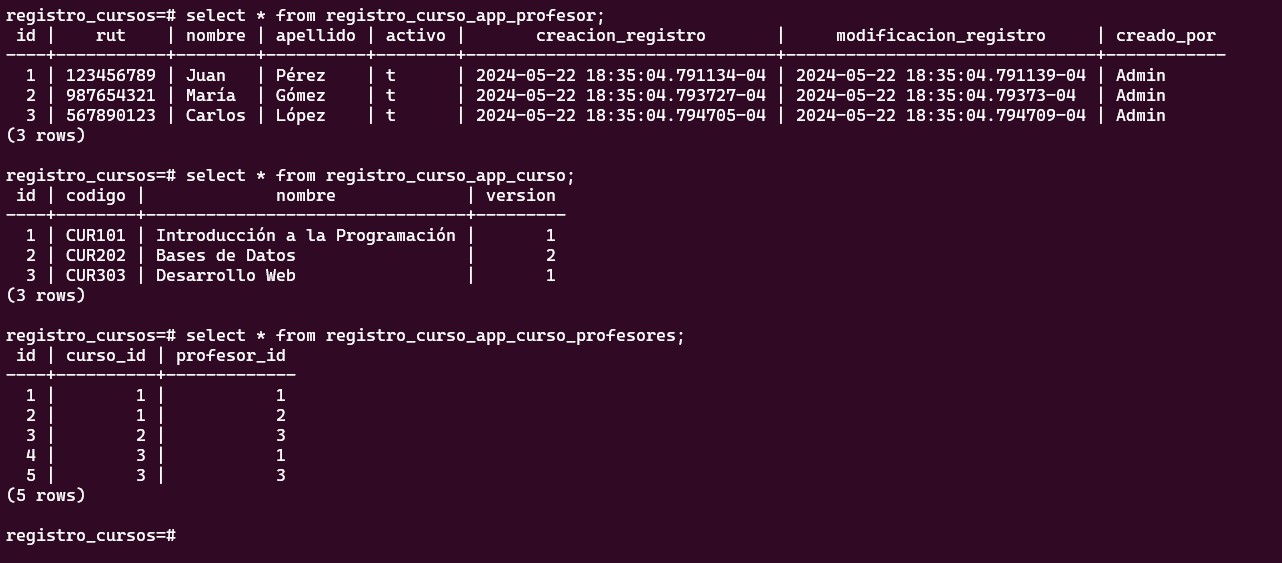 registro_cursos=# select * from registro_curso_app_profesor;
 id |    rut    | nombre | apellido | activo |       creacion_registro       |     modificacion_registro     | creado_por
----+-----------+--------+----------+--------+-------------------------------+-------------------------------+------------
  1 | 123456789 | Juan   | Pérez    | t      | 2024-05-22 18:35:04.791134-04 | 2024-05-22 18:35:04.791139-04 | Admin
  2 | 987654321 | María  | Gómez    | t      | 2024-05-22 18:35:04.793727-04 | 2024-05-22 18:35:04.79373-04  | Admin
  3 | 567890123 | Carlos | López    | t      | 2024-05-22 18:35:04.794705-04 | 2024-05-22 18:35:04.794709-04 | Admin
(3 rows)

registro_cursos=# select * from registro_curso_app_curso;
 id | codigo |             nombre             | version
----+--------+--------------------------------+---------
  1 | CUR101 | Introducción a la Programación |       1
  2 | CUR202 | Bases de Datos                 |       2
  3 | CUR303 | Desarrollo Web                 |       1
(3 rows)

registro_cursos=# select * from registro_curso_app_curso_profesores;
 id | curso_id | profesor_id
----+----------+-------------
  1 |        1 |           1
  2 |        1 |           2
  3 |        2 |           3
  4 |        3 |           1
  5 |        3 |           3
(5 rows)

registro_cursos=#